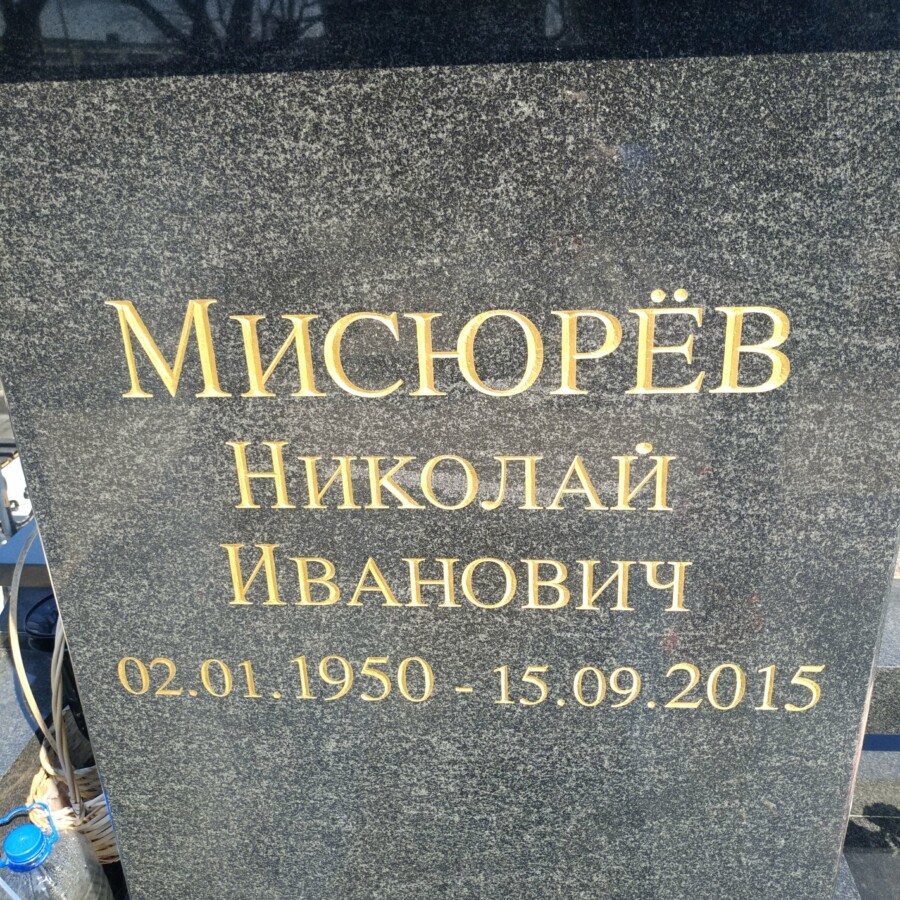 Мисюрёв
Николай
Иванович
02.01.1950 - 15.09.2015